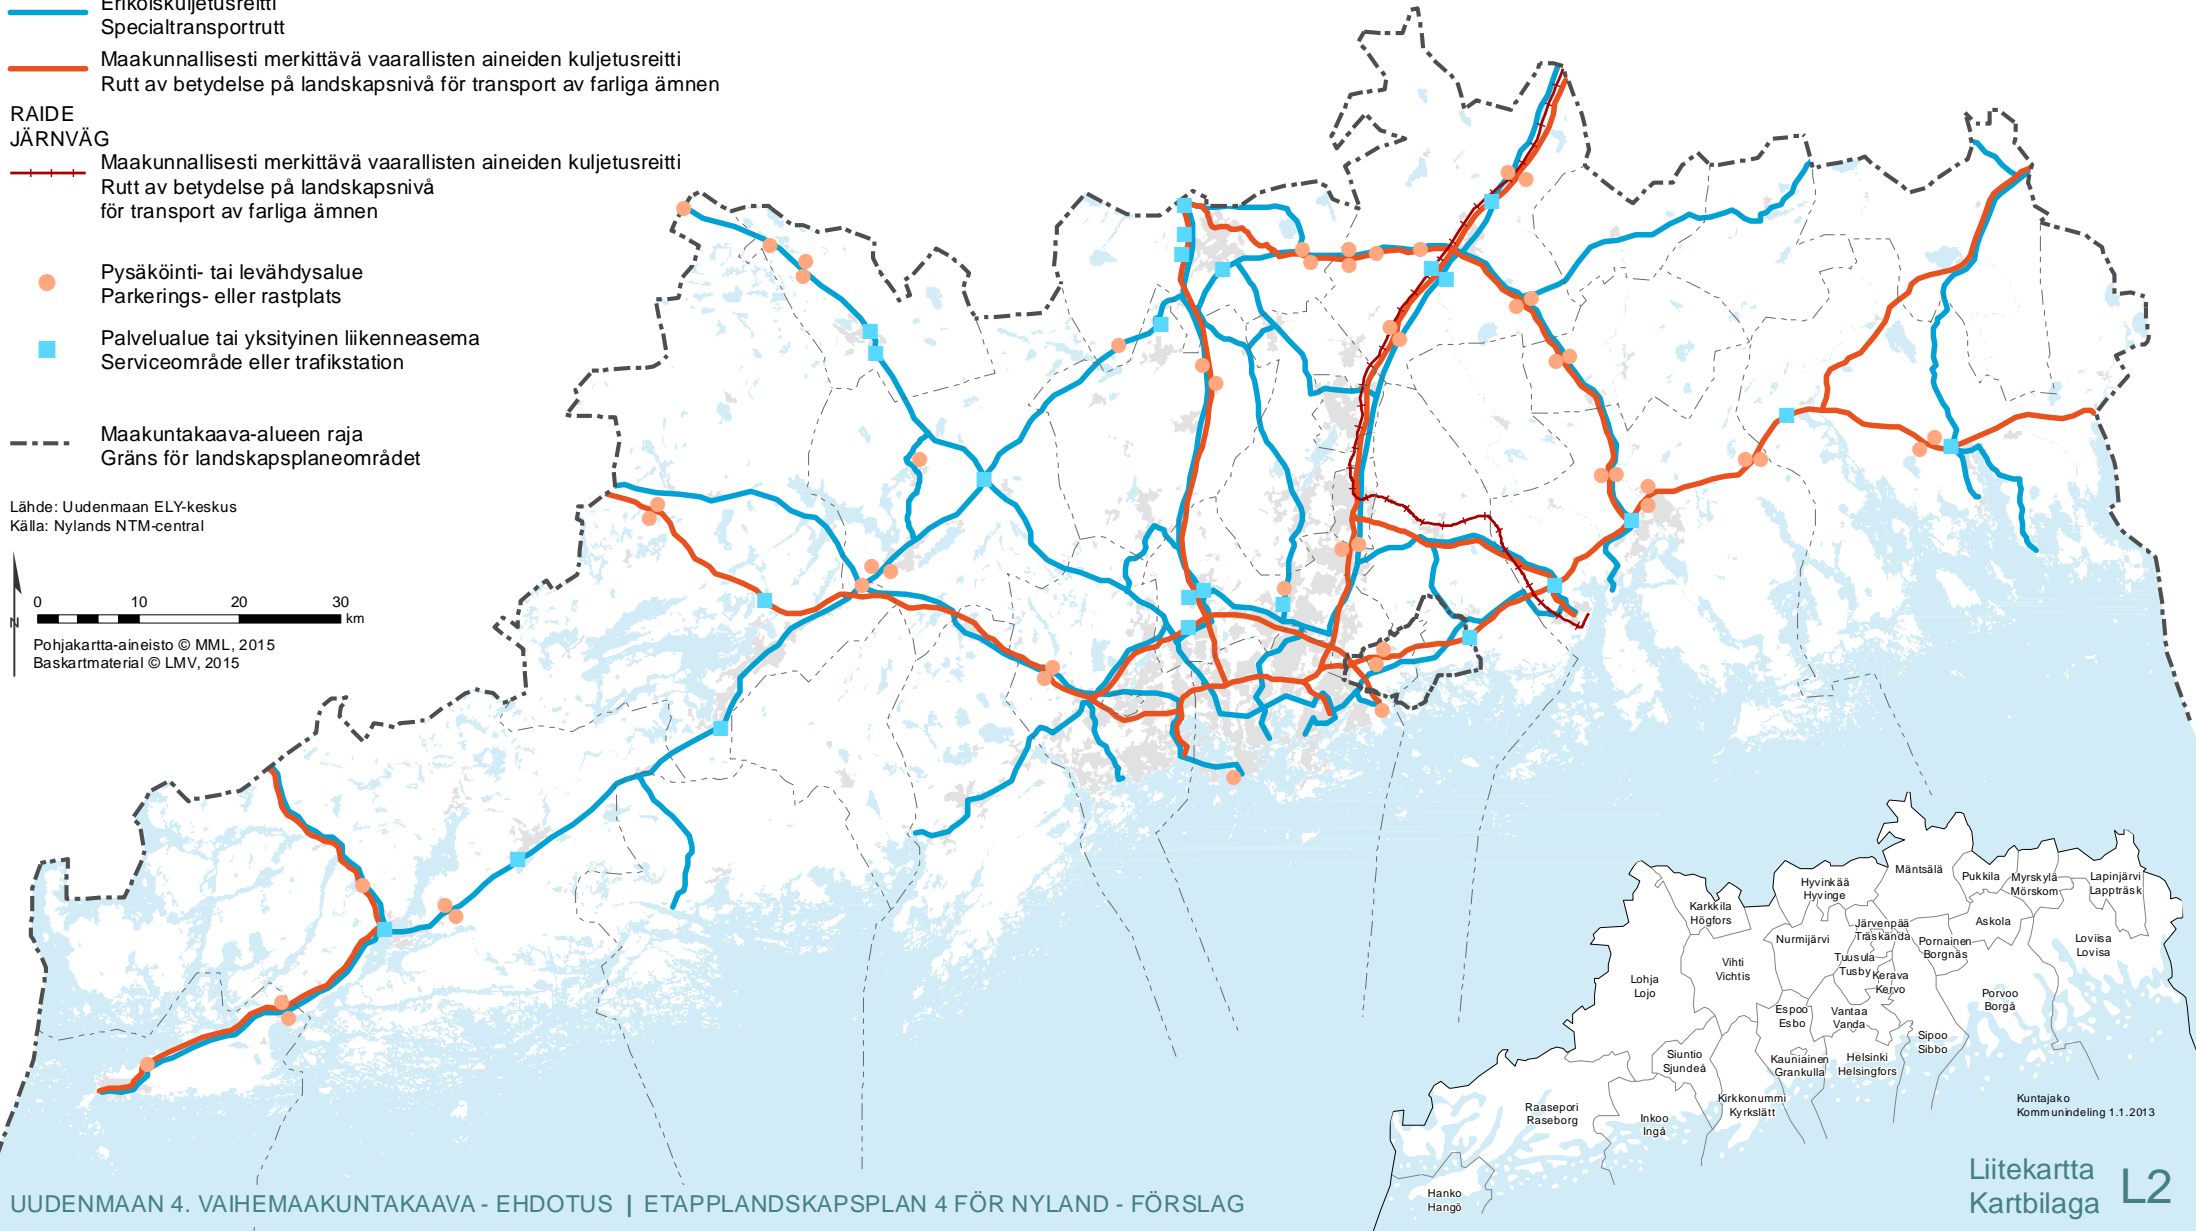 Erikoiskuljetusreitti
Specialtransportrutt
Maakunnallisesti merkittävä vaarallisten aineiden kuljetusreitti
Rutt av betydelse på landskapsnivå för transport av farliga ämnen
RAIDE
JÄRNVÄG
Maakunnallisesti merkittävä vaarallisten aineiden kuljetusreitti
Rutt av betydelse på landskapsnivå
för transport av farliga ämnen
Pysäköinti- tai levähdysalue
Parkerings- eller rastplats
Palvelualue tai yksityinen liikenneasema
Serviceområde eller trafikstation
Maakuntakaava-alueen raja
Gräns för landskapsplaneområdet
Lähde: Uudenmaan ELY-keskus
Källa: Nylands NTM-central
0 10 20 30
km
N
Pohjakartta-aineisto © MML, 2015
Baskartmaterial © LMV, 2015
Mäntsälä
Pukkila
Myrskylä
Mörskom
Lapinjärvi
Lappträsk
Hyvinkää
Hyvinge
Karkkila
Högfors
Järvenpää
Träskända
Askola
Nurmijärvi
Pornainen
Borgnäs
Loviisa
Lovisa
Vihti
Vichtis
Tuusula
Tusby
Kerava
Kervo
Lohja
Lojo
Porvoo
Borgå
Espoo
Esbo
Vantaa
Vanda
Sipoo
Sibbo
Siuntio
Sjundeå
Kauniainen
Grankulla
Helsinki
Helsingfors
Kirkkonummi
Kyrkslätt
Raasepori
Raseborg
Inkoo
Ingå
Hanko
Hangö
Kuntajako
Kommunindeling 1.1.2013
Liitekartta
Kartbilaga
L2
UUDENMAAN 4. VAIHEMAAKUNTAKAAVA - EHDOTUS | ETAPPLANDSKAPSPLAN 4 FÖR NYLAND - FÖRSLAG